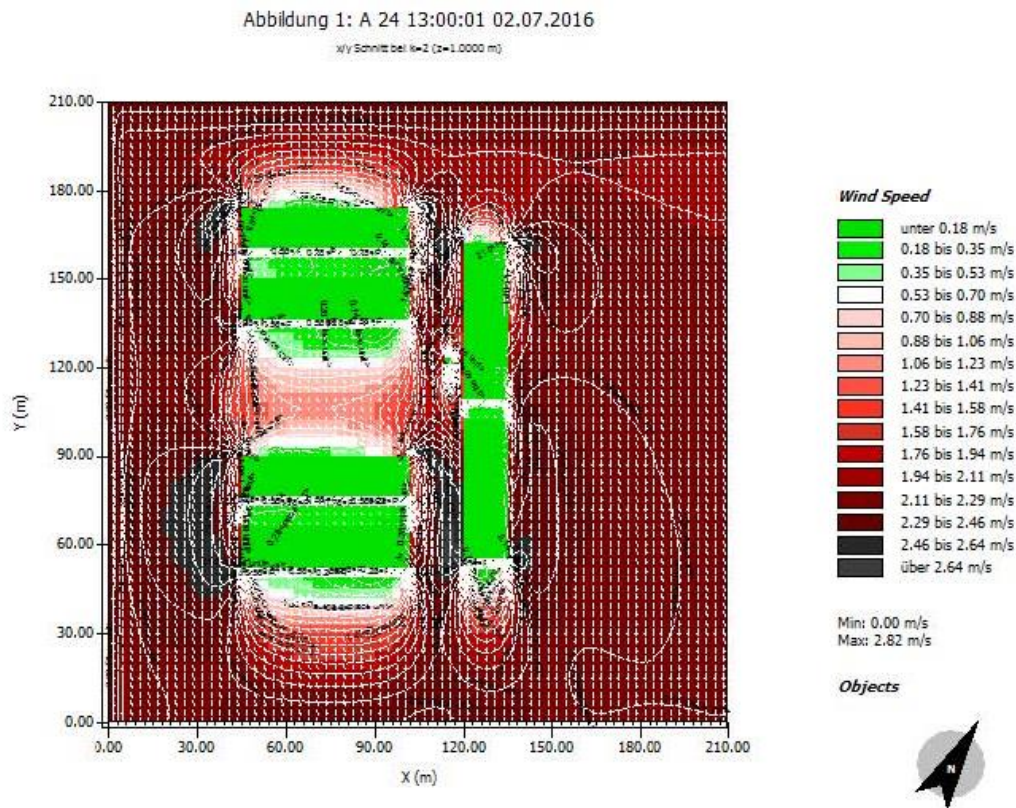 Abbildung 1: A 24 13:00:01 02.07.2016
x/y Schnitt bei k=2 (z=1.0000 m)
210.00
180.00
150.00
120.00
90.00
60.00
30.00
0.00
Y (m)
0.00 30.00 60.00 90.00 120.00 150.00 180.00 210.00
X (m)
Wind Speed
unter 0.18 m/s
0.18 bis 0.35 m/s
0.35 bis 0.53 m/s
0.53 bis 0.70 m/s
0.70 bis 0.88 m/s
0.88 bis 1.06 m/s
1.06 bis 1.23 m/s
1.23 bis 1.41 m/s
1.41 bis 1.58 m/s
1.58 bis 1.76 m/s
1.76 bis 1.94 m/s
1.94 bis 2.11 m/s
2.11 bis 2.29 m/s
2.29 bis 2.46 m/s
2.46 bis 2.64 m/s
über 2.64 m/s
Min: 0.00 m/s
Max: 2.82 m/s
Objects
N